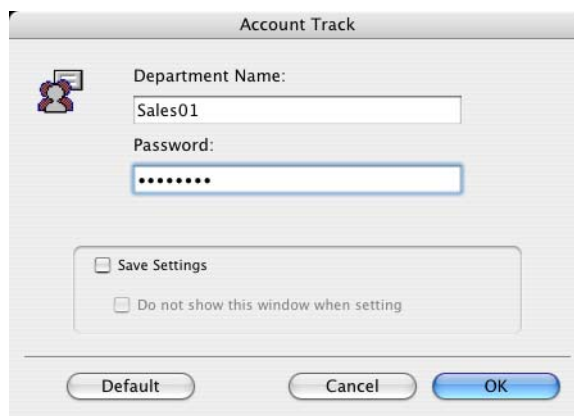 Account Track
Department Name:
Sales01
Password:
••••••••
Save Settings
Do not show this window when setting
Default
Cancel
OK